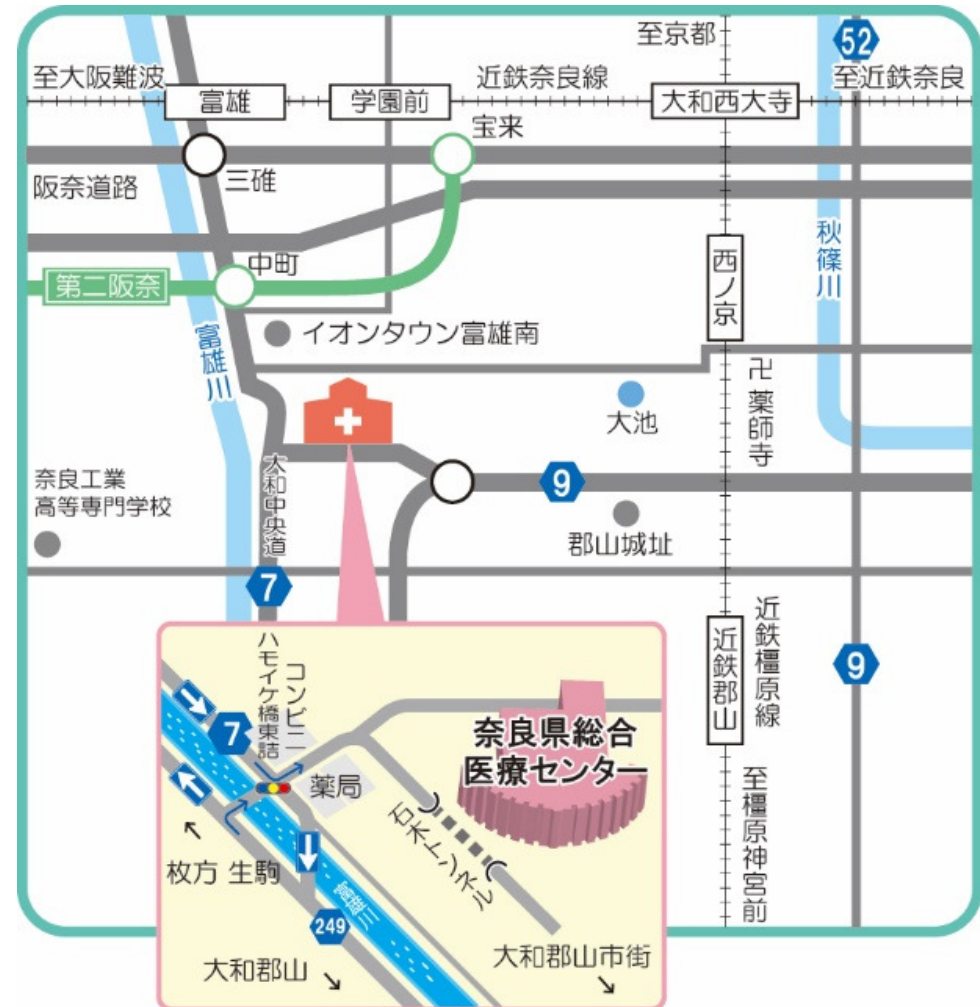 至京都
52
至大阪難波
富雄
学園前
近鉄奈良線
大和西大寺
至近鉄奈良
宝来
三碓
阪奈道路
中町
第二阪奈
西ノ京
秋篠川
富雄川
イオンタウン富雄南
大池
卍 薬師寺
大和中央道
奈良工業
高等専門学校
9
郡山城址
7
近鉄郡山
近鉄橿原線
9
至橿原神宮前
ハモイケ橋東詰
コンビニ
7
薬局
奈良県総合
医療センター
石木トンネル
枚方 生駒
富雄川
249
大和郡山
大和郡山市街